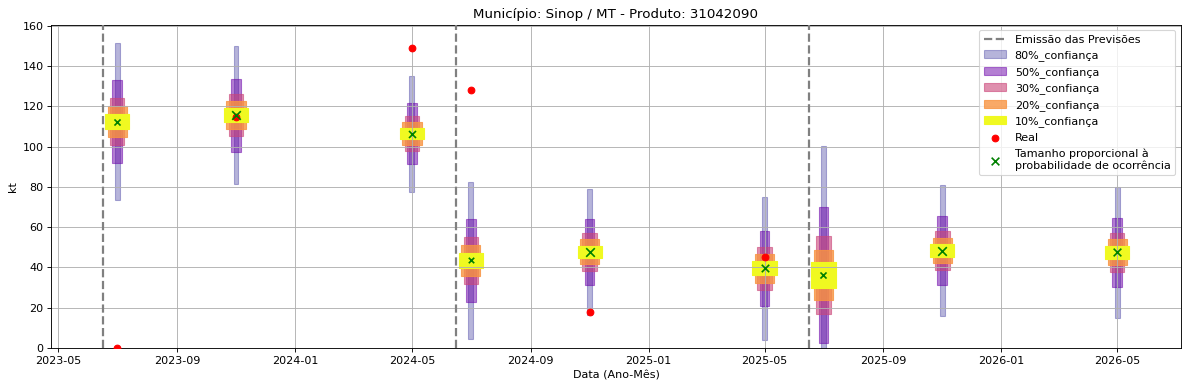 Município: Sinop / MT - Produto: 31042090
160
140
120
100
80
60
40
20
0
kt
Emissão das Previsões
80%_confiança
50%_confiança
30%_confiança
20%_confiança
10%_confiança
Real
Tamanho proporcional à
probabilidade de ocorrência
2023-05 2023-09 2024-01 2024-05 2024-09 2025-01 2025-05 2025-09 2026-01 2026-05
Data (Ano-Mês)